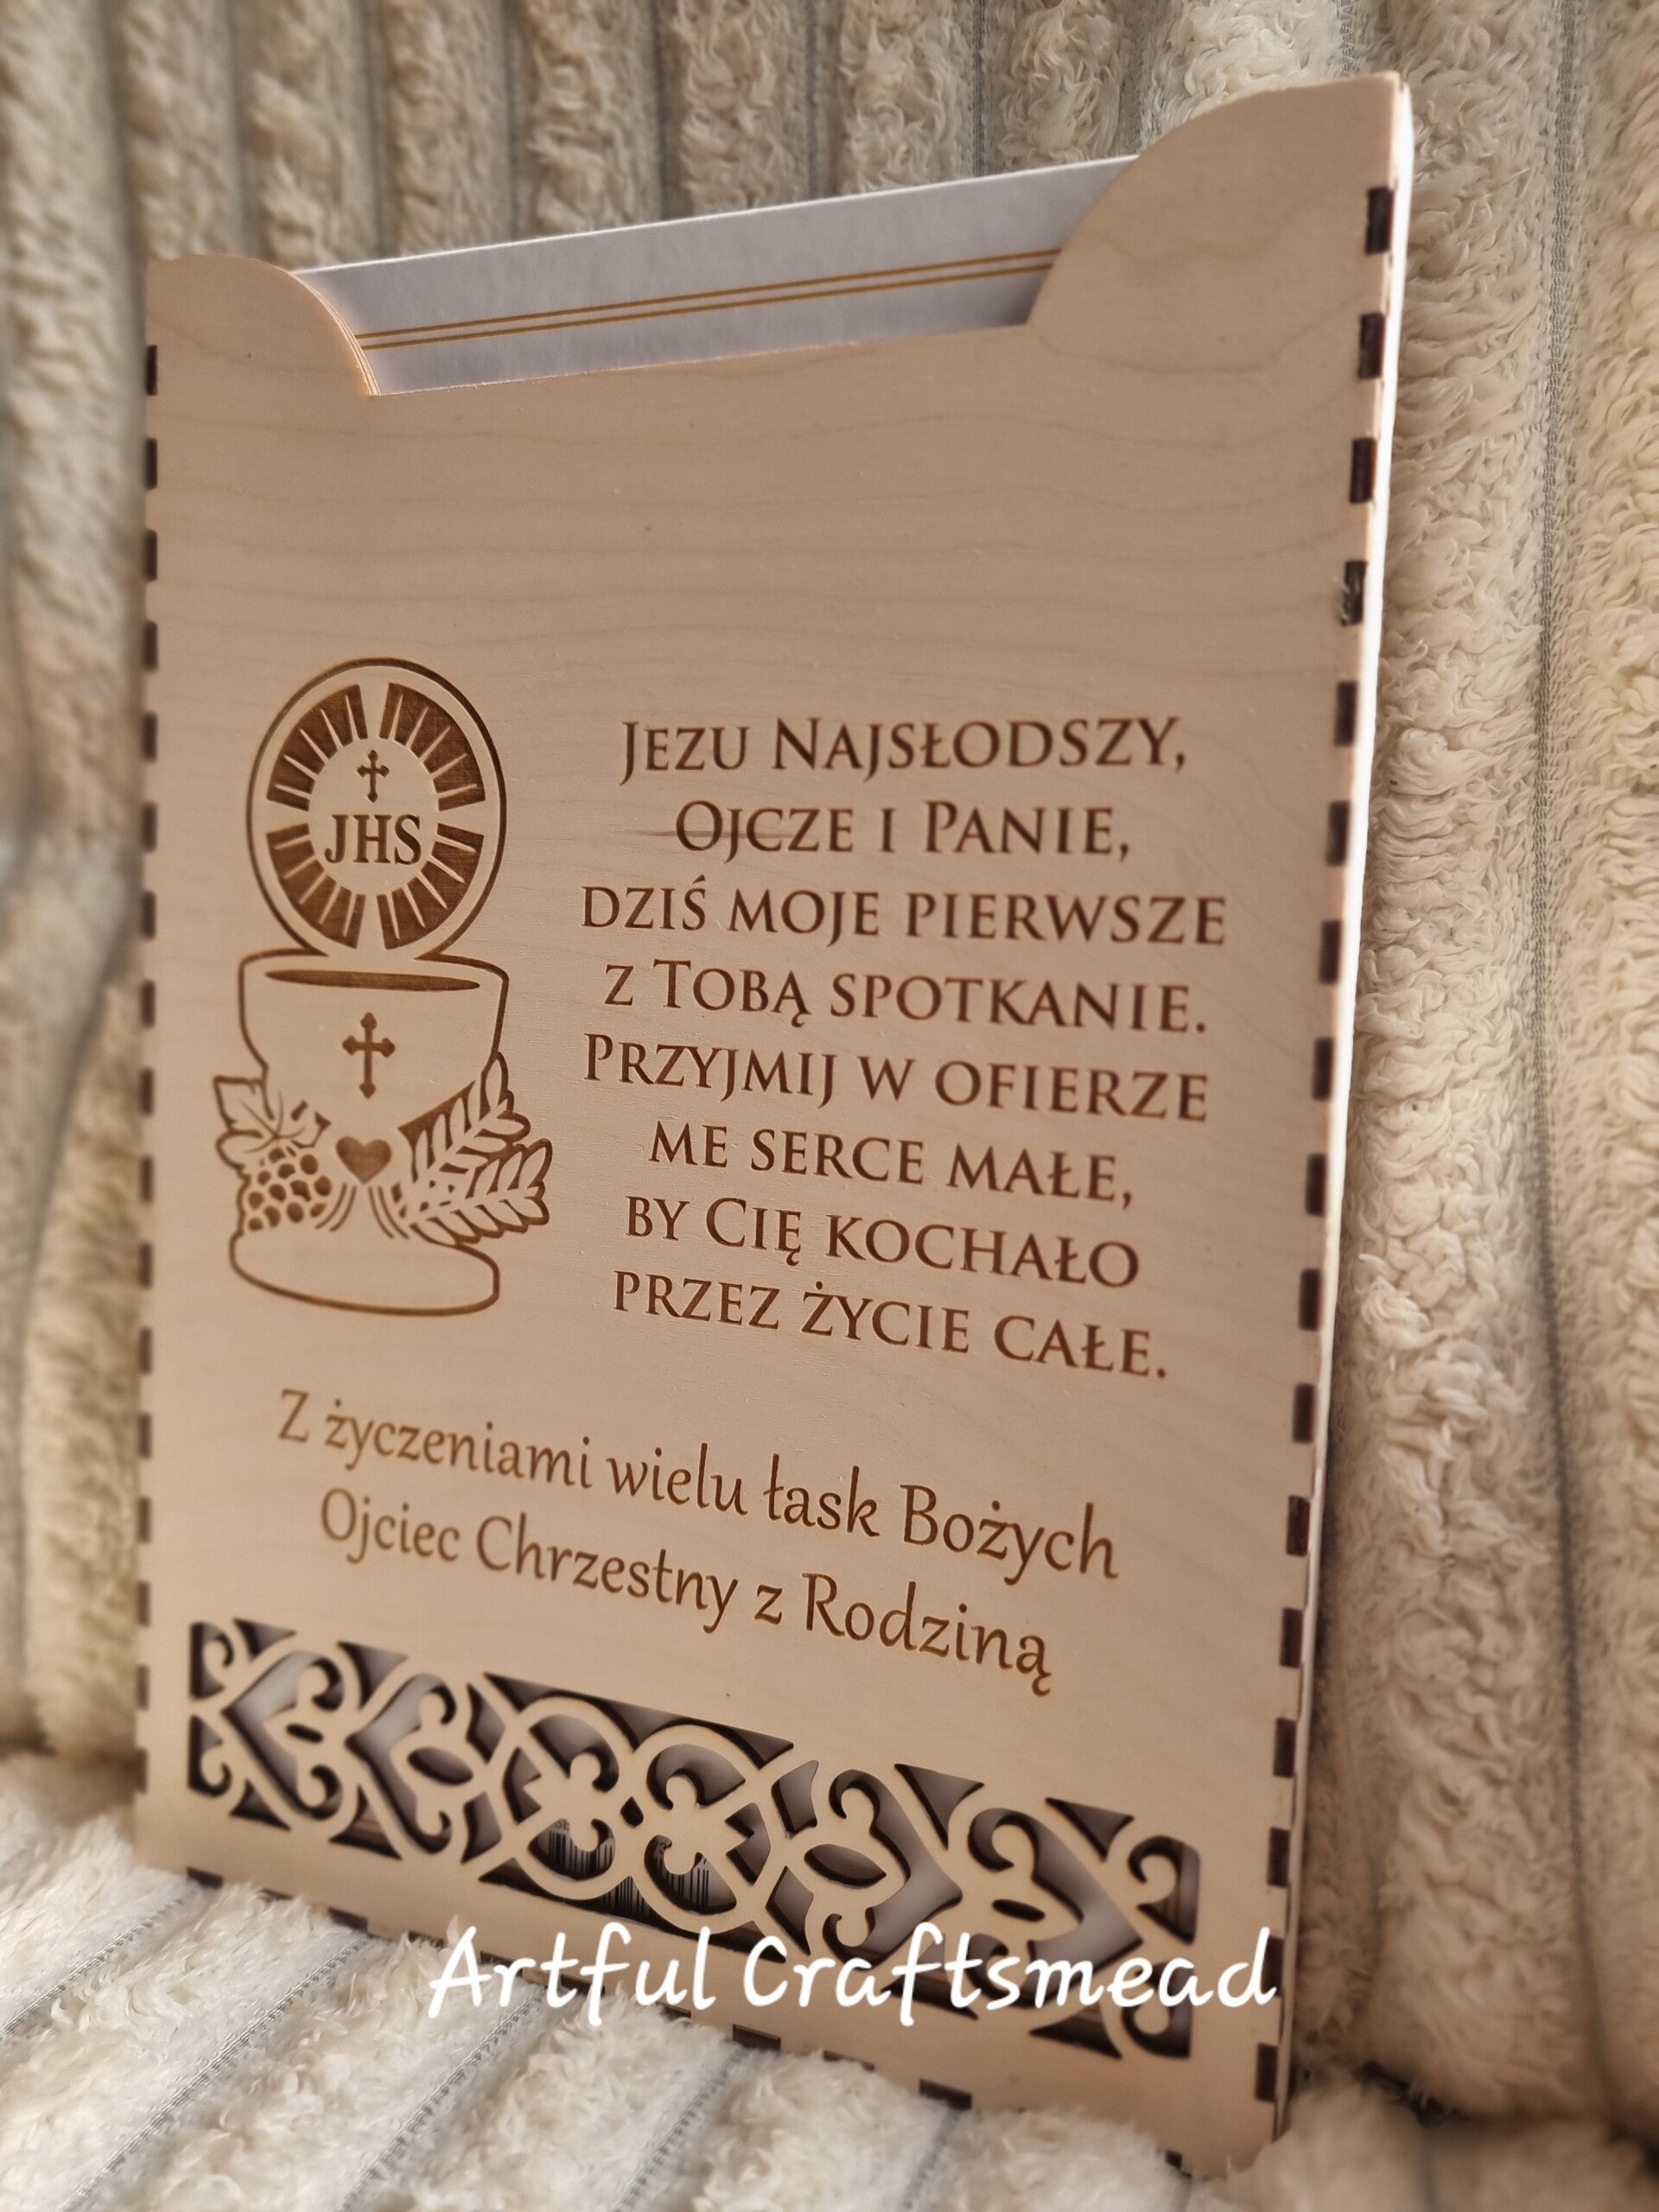 JHS
Jezu Najsłodszy,
Ojcze i Panie,
dziś moje pierwsze
z Tobą spotkanie.
Przyjmij w ofierze
me serce małe,
by Cię kochało
przez życie całe.
Z życzeniami wielu łask Bożych
Ojciec Chrzestny z Rodziną
Artful Craftsmead